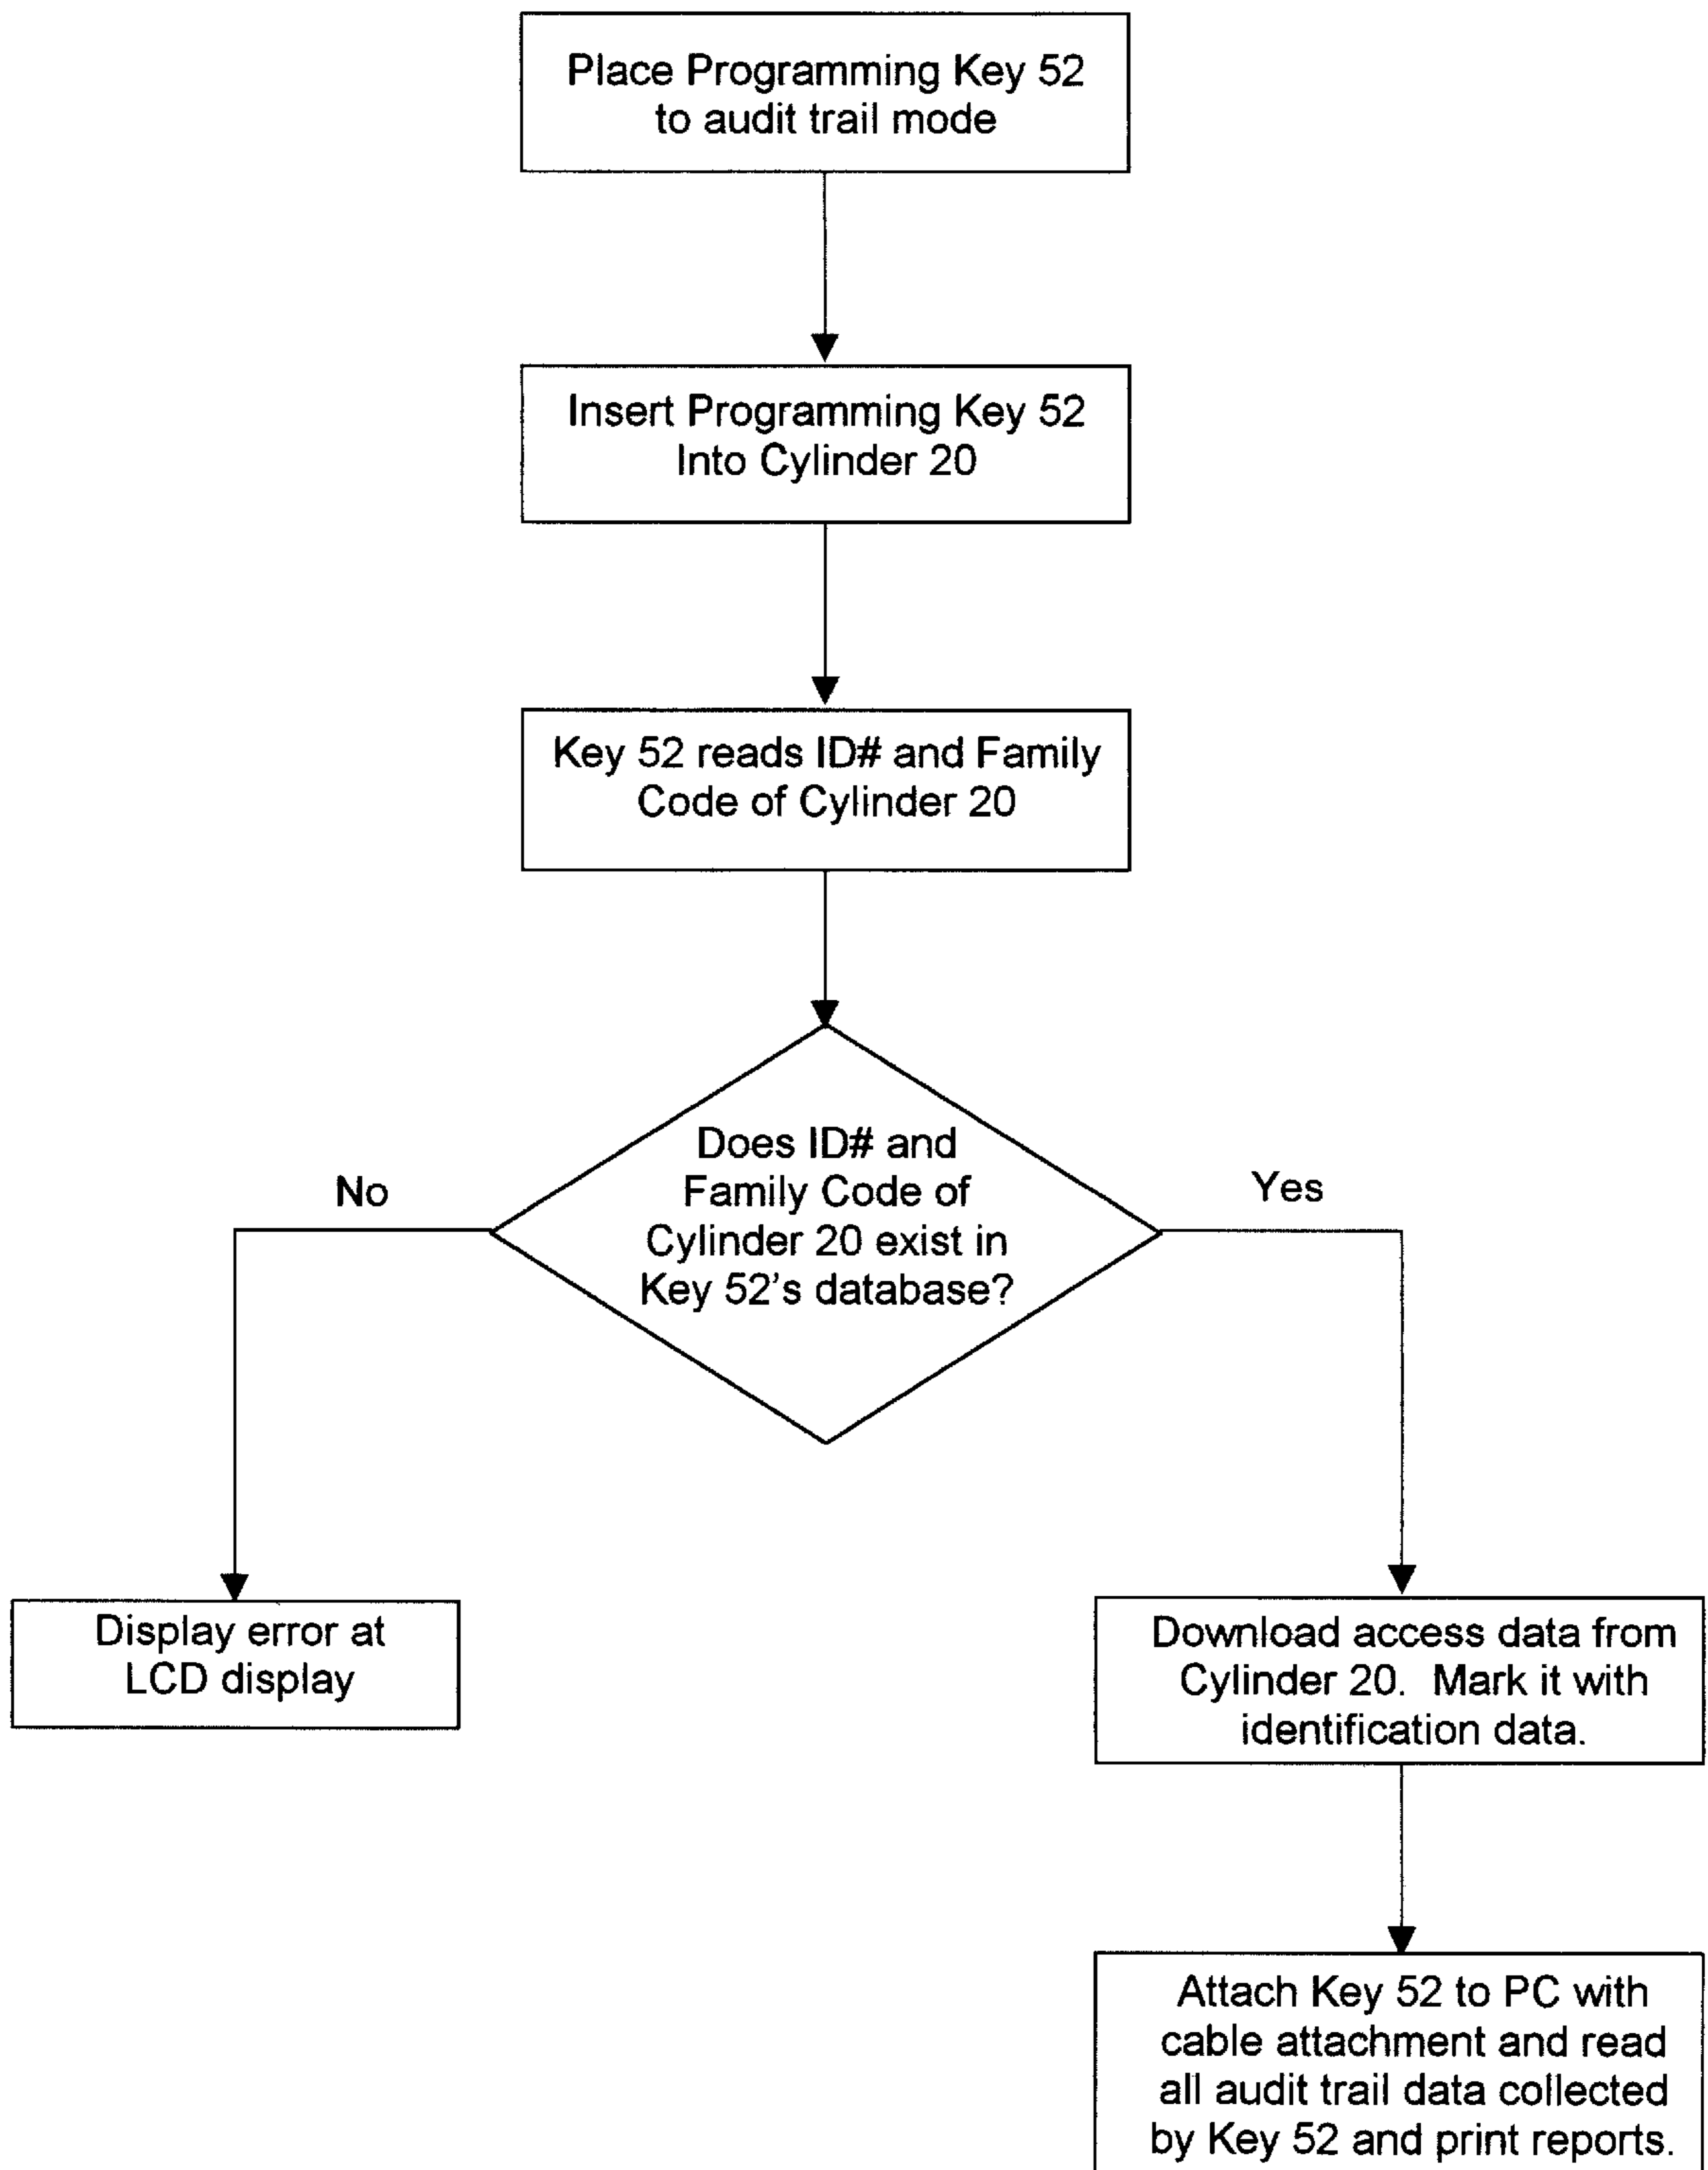 Place Programming Key 52
to audit trail mode
Insert Programming Key 52
Into Cylinder 20
Key 52 reads ID# and Family
Code of Cylinder 20
Does ID# and
Family Code of
Cylinder 20 exist in
Key 52's database?
No
Yes
Display error at
LCD display
Download access data from
Cylinder 20.  Mark it with
identification data.
Attach Key 52 to PC with
cable attachment and read
all audit trail data collected
by Key 52 and print reports.